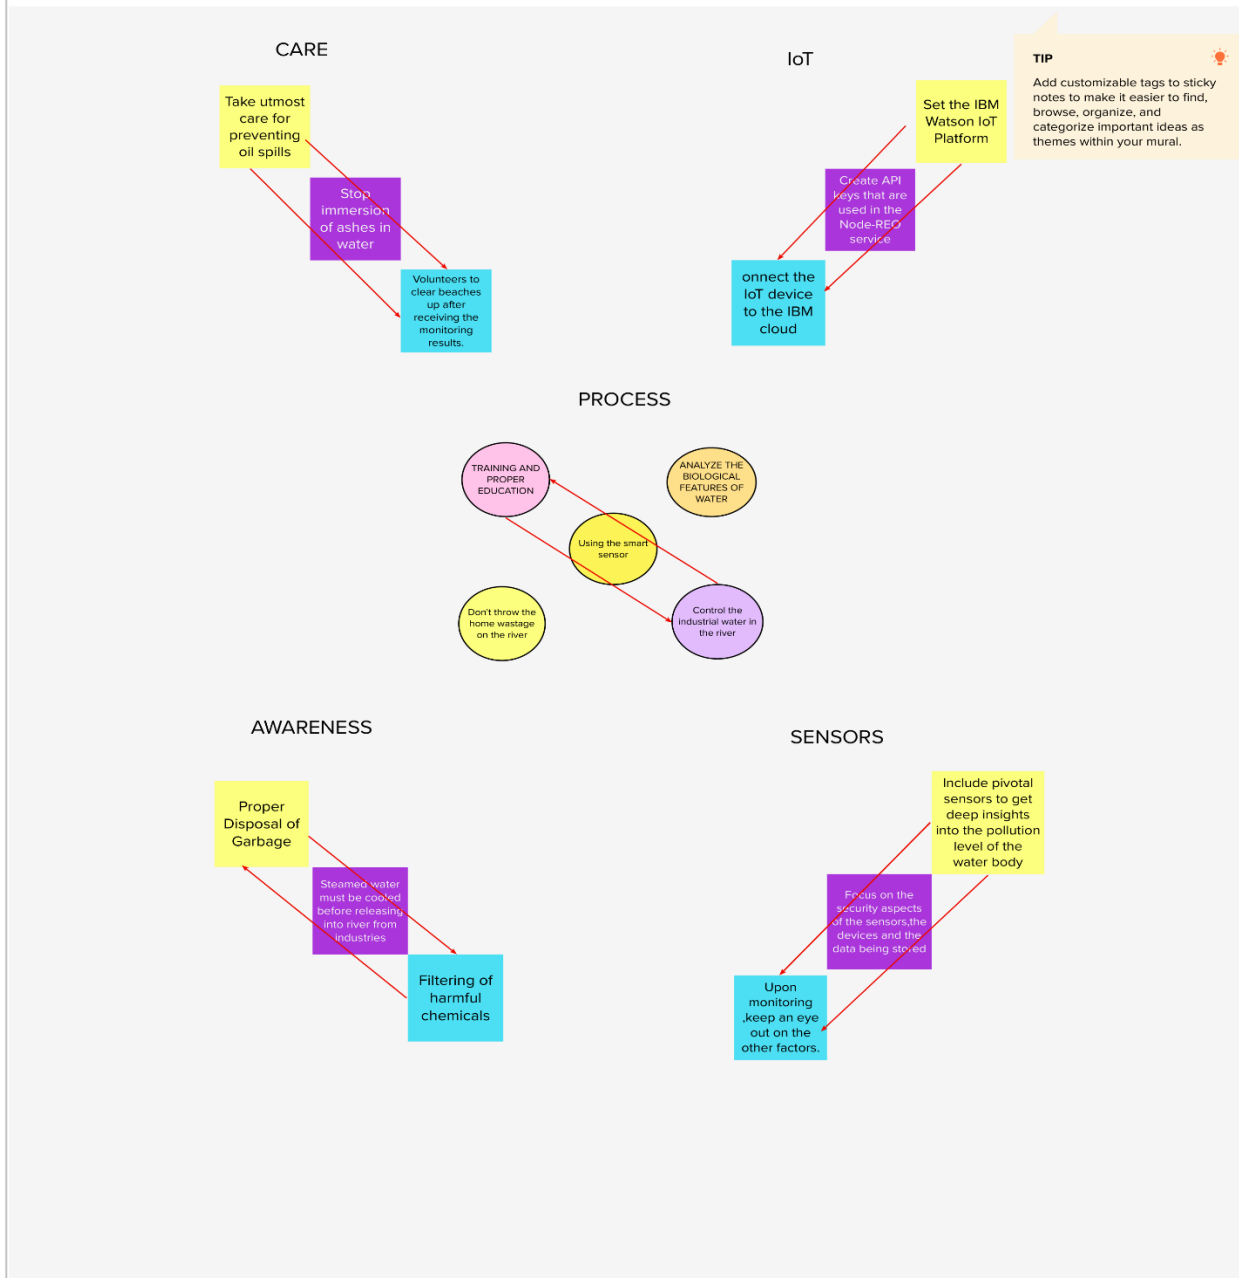 CARE
Take utmost
care for
preventing
oil spills
Stop
immersion
of ashes in
water
Volunteers to
clear beaches
up after
receiving the
monitoring
results.
IoT
Set the IBM
Watson IoT
Platform
Create API
keys that are
used in the
Node-RED
service
onnect the
IoT device
to the IBM
cloud
TIP
Add customizable tags to sticky
notes to make it easier to find,
browse, organize, and
categorize important ideas as
themes within your mural.
PROCESS
TRAINING AND
PROPER
EDUCATION
ANALYZE THE
BIOLOGICAL
FEATURES OF
WATER
Using the smart
sensor
Don't throw the
home wastage
on the river
Control the
industrial water in
the river
AWARENESS
Proper
Disposal of
Garbage
Steamed water
must be cooled
before releasing
into river from
industries
Filtering of
harmful
chemicals
SENSORS
Include pivotal
sensors to get
deep insights
into the pollution
level of the
water body
Focus on the
security aspects
of the sensors,the
devices and the
data being stored
Upon
monitoring
,keep an eye
out on the
other factors.